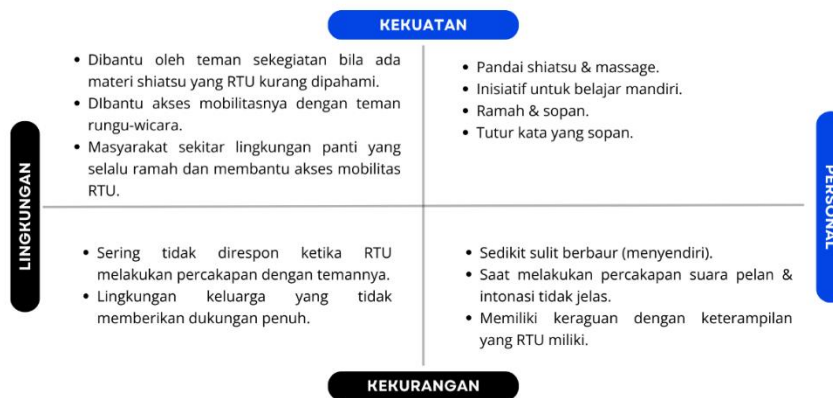 KEKUATAN
• Dibantu oleh teman sekegiatan bila ada
materi shiatsu yang RTU kurang dipahami.
• DIbantu akses mobilitasnya dengan teman
rungu-wicara.
• Masyarakat sekitar lingkungan panti yang
selalu ramah dan membantu akses mobilitas
RTU.
• Pandai shiatsu & massage.
• Inisiatif untuk belajar mandiri.
• Ramah & sopan.
• Tutur kata yang sopan.
LINGKUNGAN
PERSONAL
• Sering tidak direspon ketika RTU
melakukan percakapan dengan temannya.
• Lingkungan keluarga yang tidak
memberikan dukungan penuh.
• Sedikit sulit berbaur (menyendiri).
• Saat melakukan percakapan suara pelan &
intonasi tidak jelas.
• Memiliki keraguan dengan keterampilan
yang RTU miliki.
KEKURANGAN